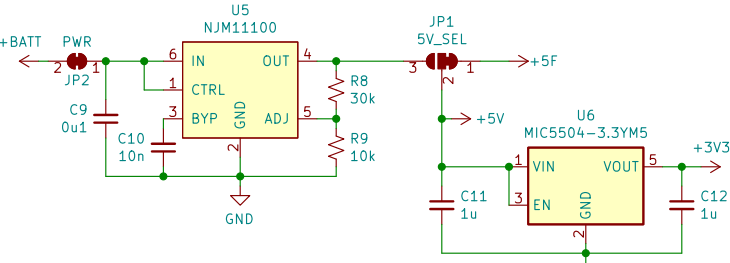 U5
NJM11100
+BATT
PWR
JP2
2
1
6
IN
OUT
4
1
CTRL
3
BYP
ADJ
5
GND
2
C9
0u1
C10
10n
R8
30k
R9
10k
GND
JP1
5V_SEL
3
1
2
+5F
+5V
U6
MIC5504-3.3YM5
1
VIN
VOUT
5
3
EN
GND
2
+3V3
C11
1u
C12
1u